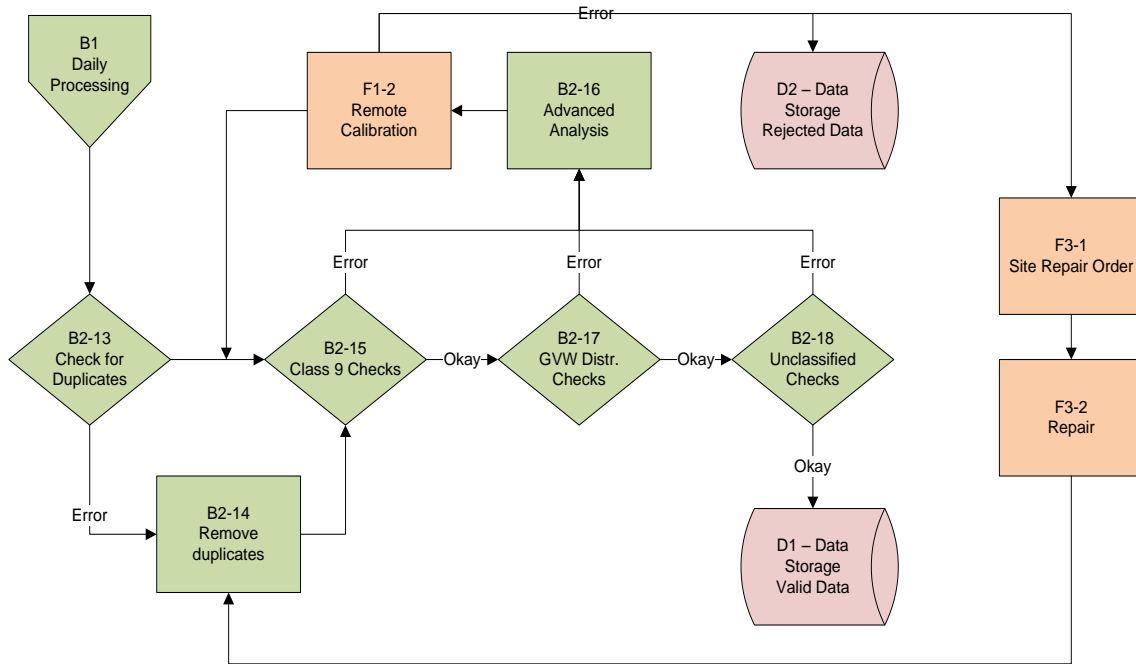 Error
B1
Daily
Processing
F1-2
Remote
Calibration
B2-16
Advanced
Analysis
D2 – Data
Storage
Rejected Data
F3-1
Site Repair Order
Error
Error
Error
B2-13
Check for
Duplicates
B2-15
Class 9 Checks
Okay
B2-17
GVW Distr.
Checks
Okay
B2-18
Unclassified
Checks
F3-2
Repair
Okay
Error
B2-14
Remove
duplicates
D1 – Data
Storage
Valid Data